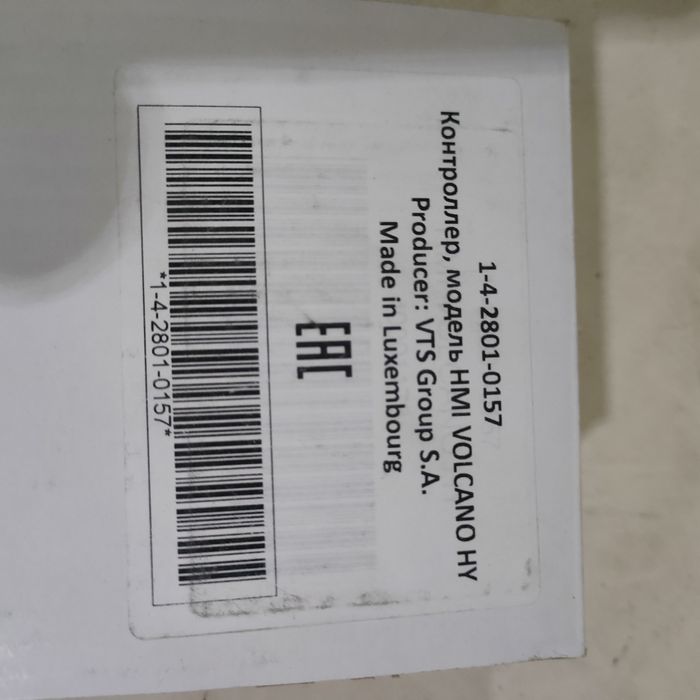 1-4-2801-0157
Контроллер, модель HMI VOLCANO HY
Producer: VTS Group S.A.
Made in Luxembourg
EAC
*1-4-2801-0157*